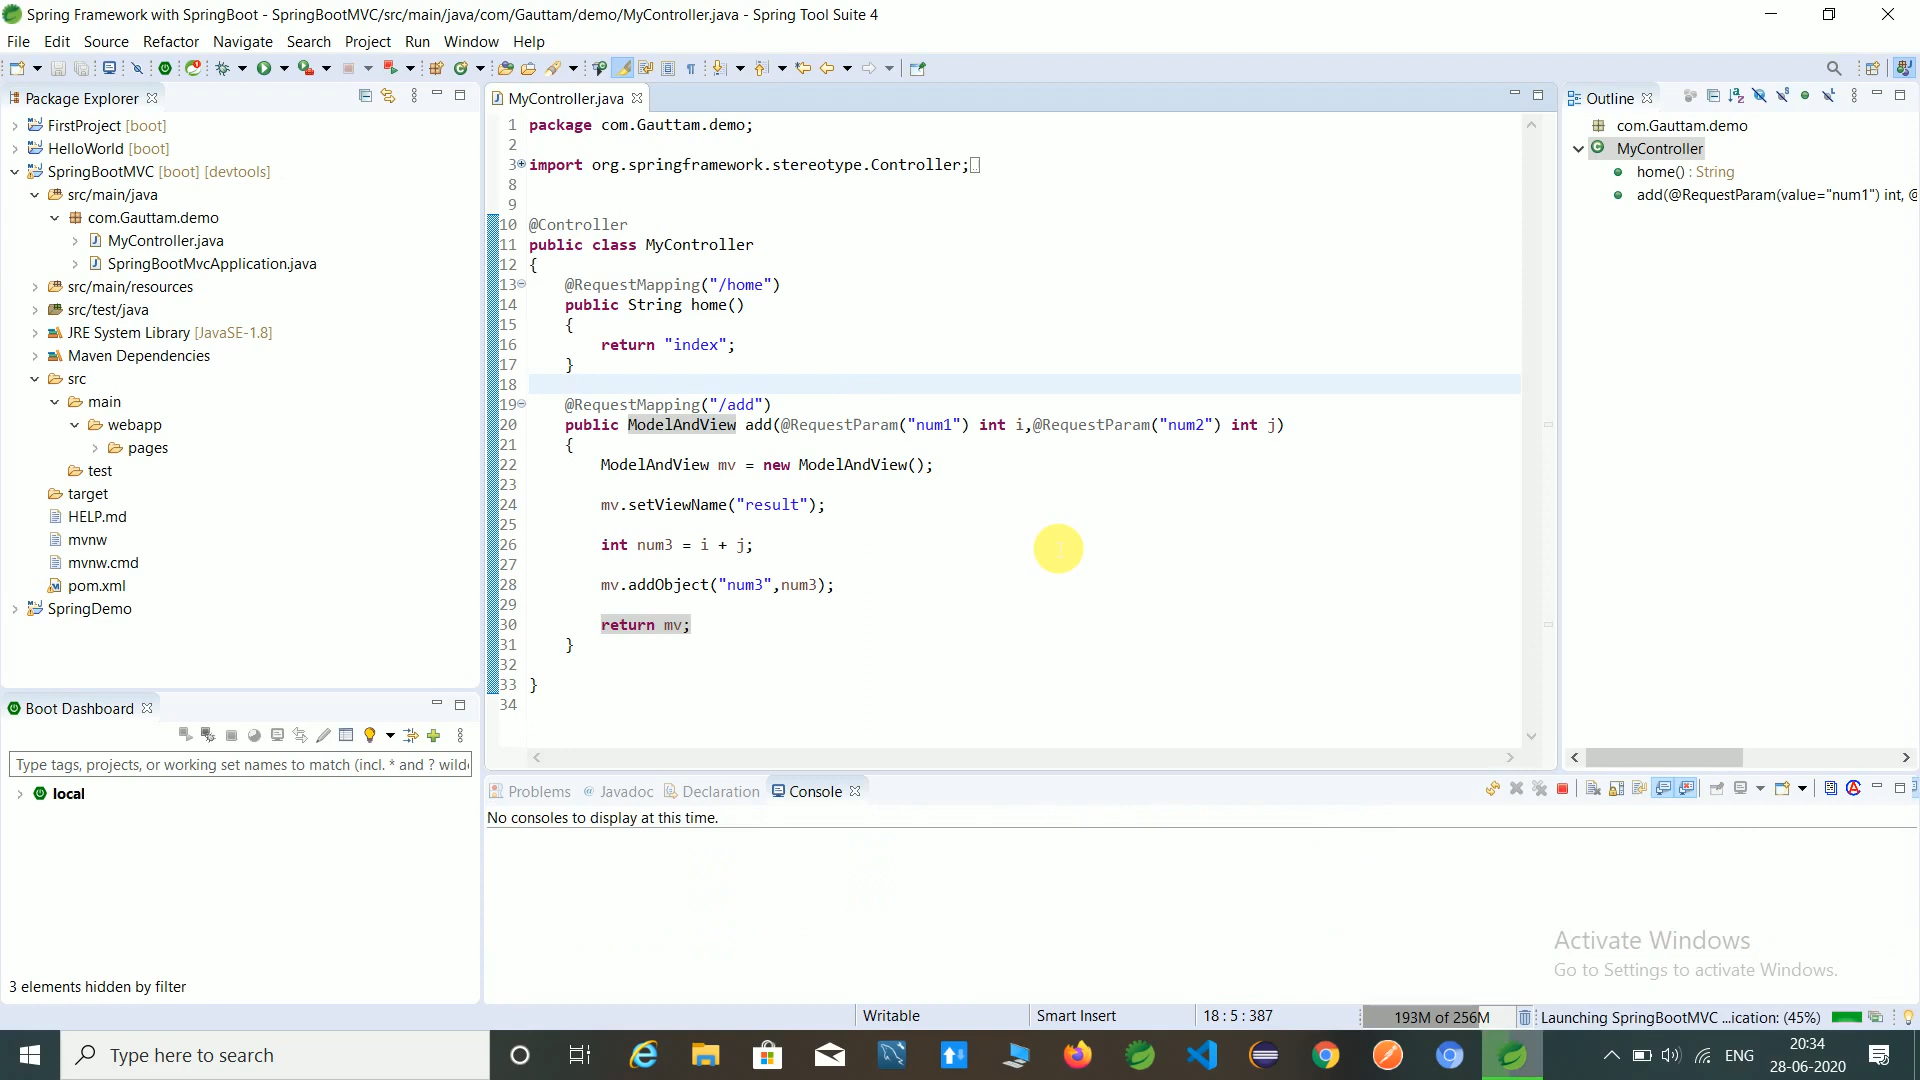 Spring Framework with SpringBoot - SpringBootMVC/src/main/java/com/Gauttam/demo/MyController.java - Spring Tool Suite 4
File Edit Source Refactor Navigate Search Project Run Window Help
Package Explorer
FirstProject [boot]
HelloWorld [boot]
SpringBootMVC [boot] [devtools]
src/main/java
com.Gauttam.demo
MyController.java
SpringBootMvcApplication.java
src/main/resources
src/test/java
JRE System Library [JavaSE-1.8]
Maven Dependencies
src
main
webapp
pages
test
target
HELP.md
mvnw
mvnw.cmd
pom.xml
SpringDemo
Boot Dashboard
Type tags, projects, or working set names to match (incl. * and ? wild
local
3 elements hidden by filter
MyController.java
1 package com.Gauttam.demo;
2
3 import org.springframework.stereotype.Controller;
8
9
10 @Controller
11 public class MyController
12 {
13 @RequestMapping("/home")
14 public String home()
15 {
16 return "index";
17 }
18
19 @RequestMapping("/add")
20 public ModelAndView add(@RequestParam("num1") int i,@RequestParam("num2") int j)
21 {
22 ModelAndView mv = new ModelAndView();
23
24 mv.setViewName("result");
25
26 int num3 = i + j;
27
28 mv.addObject("num3",num3);
29
30 return mv;
31 }
32
33 }
34
Outline
com.Gauttam.demo
MyController
home() : String
add(@RequestParam(value="num1") int, @
Problems @ Javadoc Declaration Console
No consoles to display at this time.
Activate Windows
Go to Settings to activate Windows.
Writable Smart Insert 18 : 5 : 387 193M of 256M Launching SpringBootMVC ...ication: (45%)
Type here to search
ENG
20:34
28-06-2020